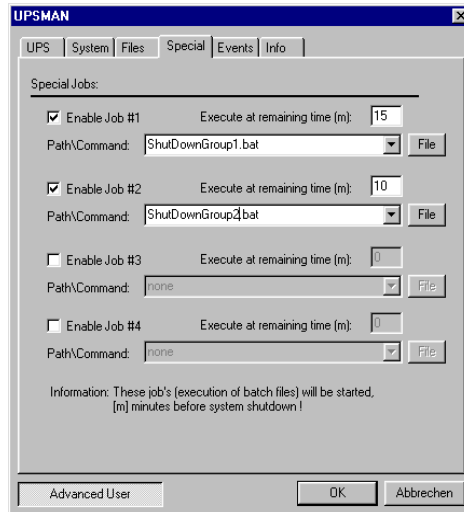 UPSMAN
UPS System Files Special Events Info
Special Jobs:
Enable Job #1 Execute at remaining time (m): 15
Path\Command: ShutDownGroup1.bat File
Enable Job #2 Execute at remaining time (m): 10
Path\Command: ShutDownGroup2.bat File
Enable Job #3 Execute at remaining time (m): 0
Path\Command: none File
Enable Job #4 Execute at remaining time (m): 0
Path\Command: none File
Information: These job's (execution of batch files) will be started,
[m] minutes before system shutdown !
Advanced User OK Abbrechen